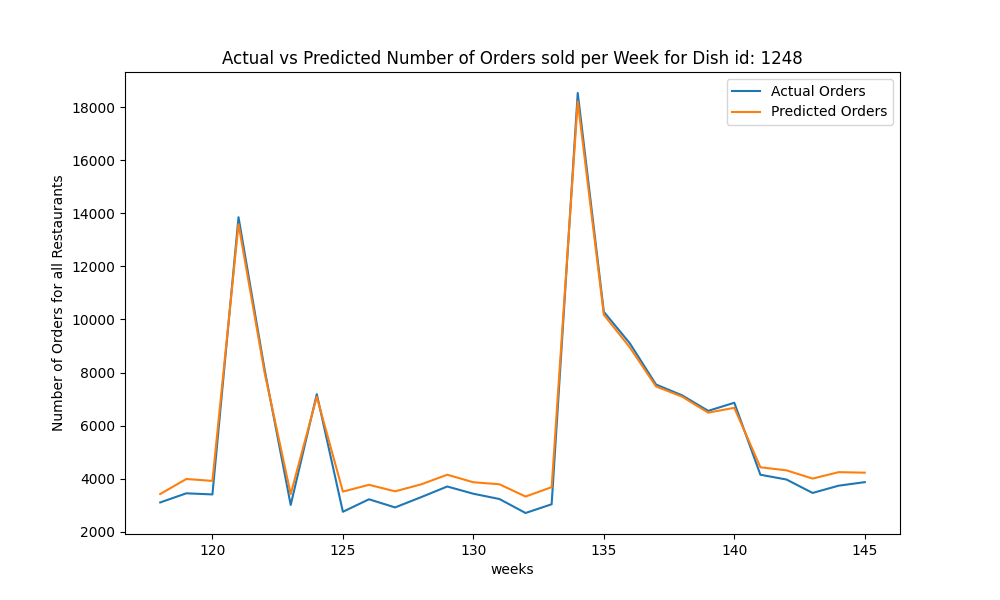 Actual vs Predicted Number of Orders sold per Week for Dish id: 1248
Actual Orders
Predicted Orders
Number of Orders for all Restaurants
18000
16000
14000
12000
10000
8000
6000
4000
2000
120 125 130 135 140 145
weeks